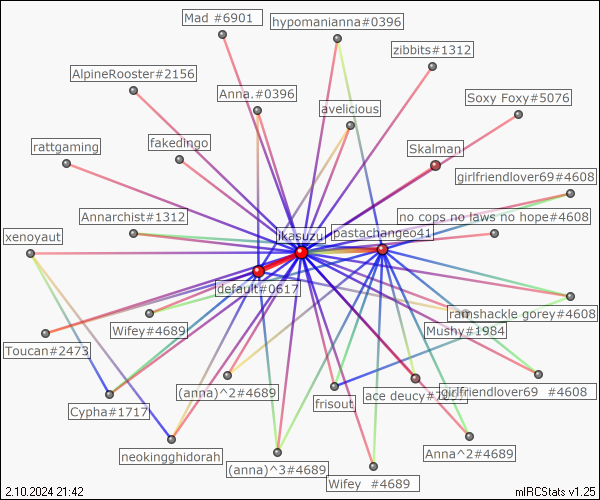 Mad #6901
hypomanianna#0396
zibbits#1312
AlpineRooster#2156
Anna.#0396
avelicious
Soxy Foxy#5076
rattgaming
fakedingo
Skalman
girlfriendlover69#4608
Annarchist#1312
no cops no laws no hope#4608
xenoyaut
ikasuzu
pastachangeo41
default#0617
ramshackle gorey#4608
Wifey#4689
Mushy#1984
Toucan#2473
(anna)^2#4689
frisout
ace deucy
girlfriendlover69 #4608
Cypha#1717
neokingghidorah
Anna^2#4689
(anna)^3#4689
Wifey #4689
2.10.2024 21:42
mIRCStats v1.25